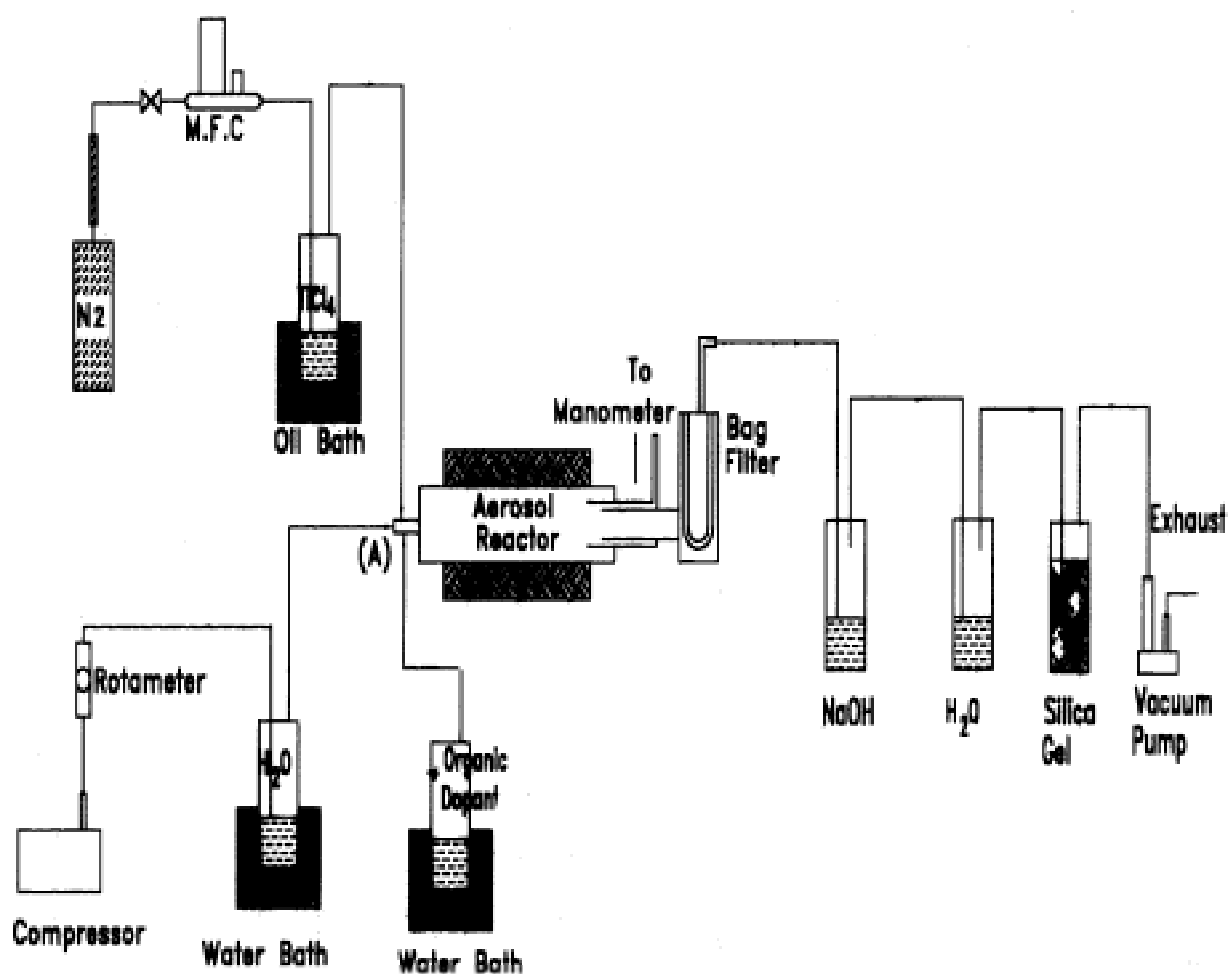 M.F.C
N2
TiCl4
Oil Bath
To
Manometer
Bag
Filter
Aerosol
Reactor
(A)
Exhaust
Rotameter
H2O
Organic
Dopant
NaOH
H2O
Silica
Gel
Vacuum
Pump
Compressor
Water Bath
Water Bath